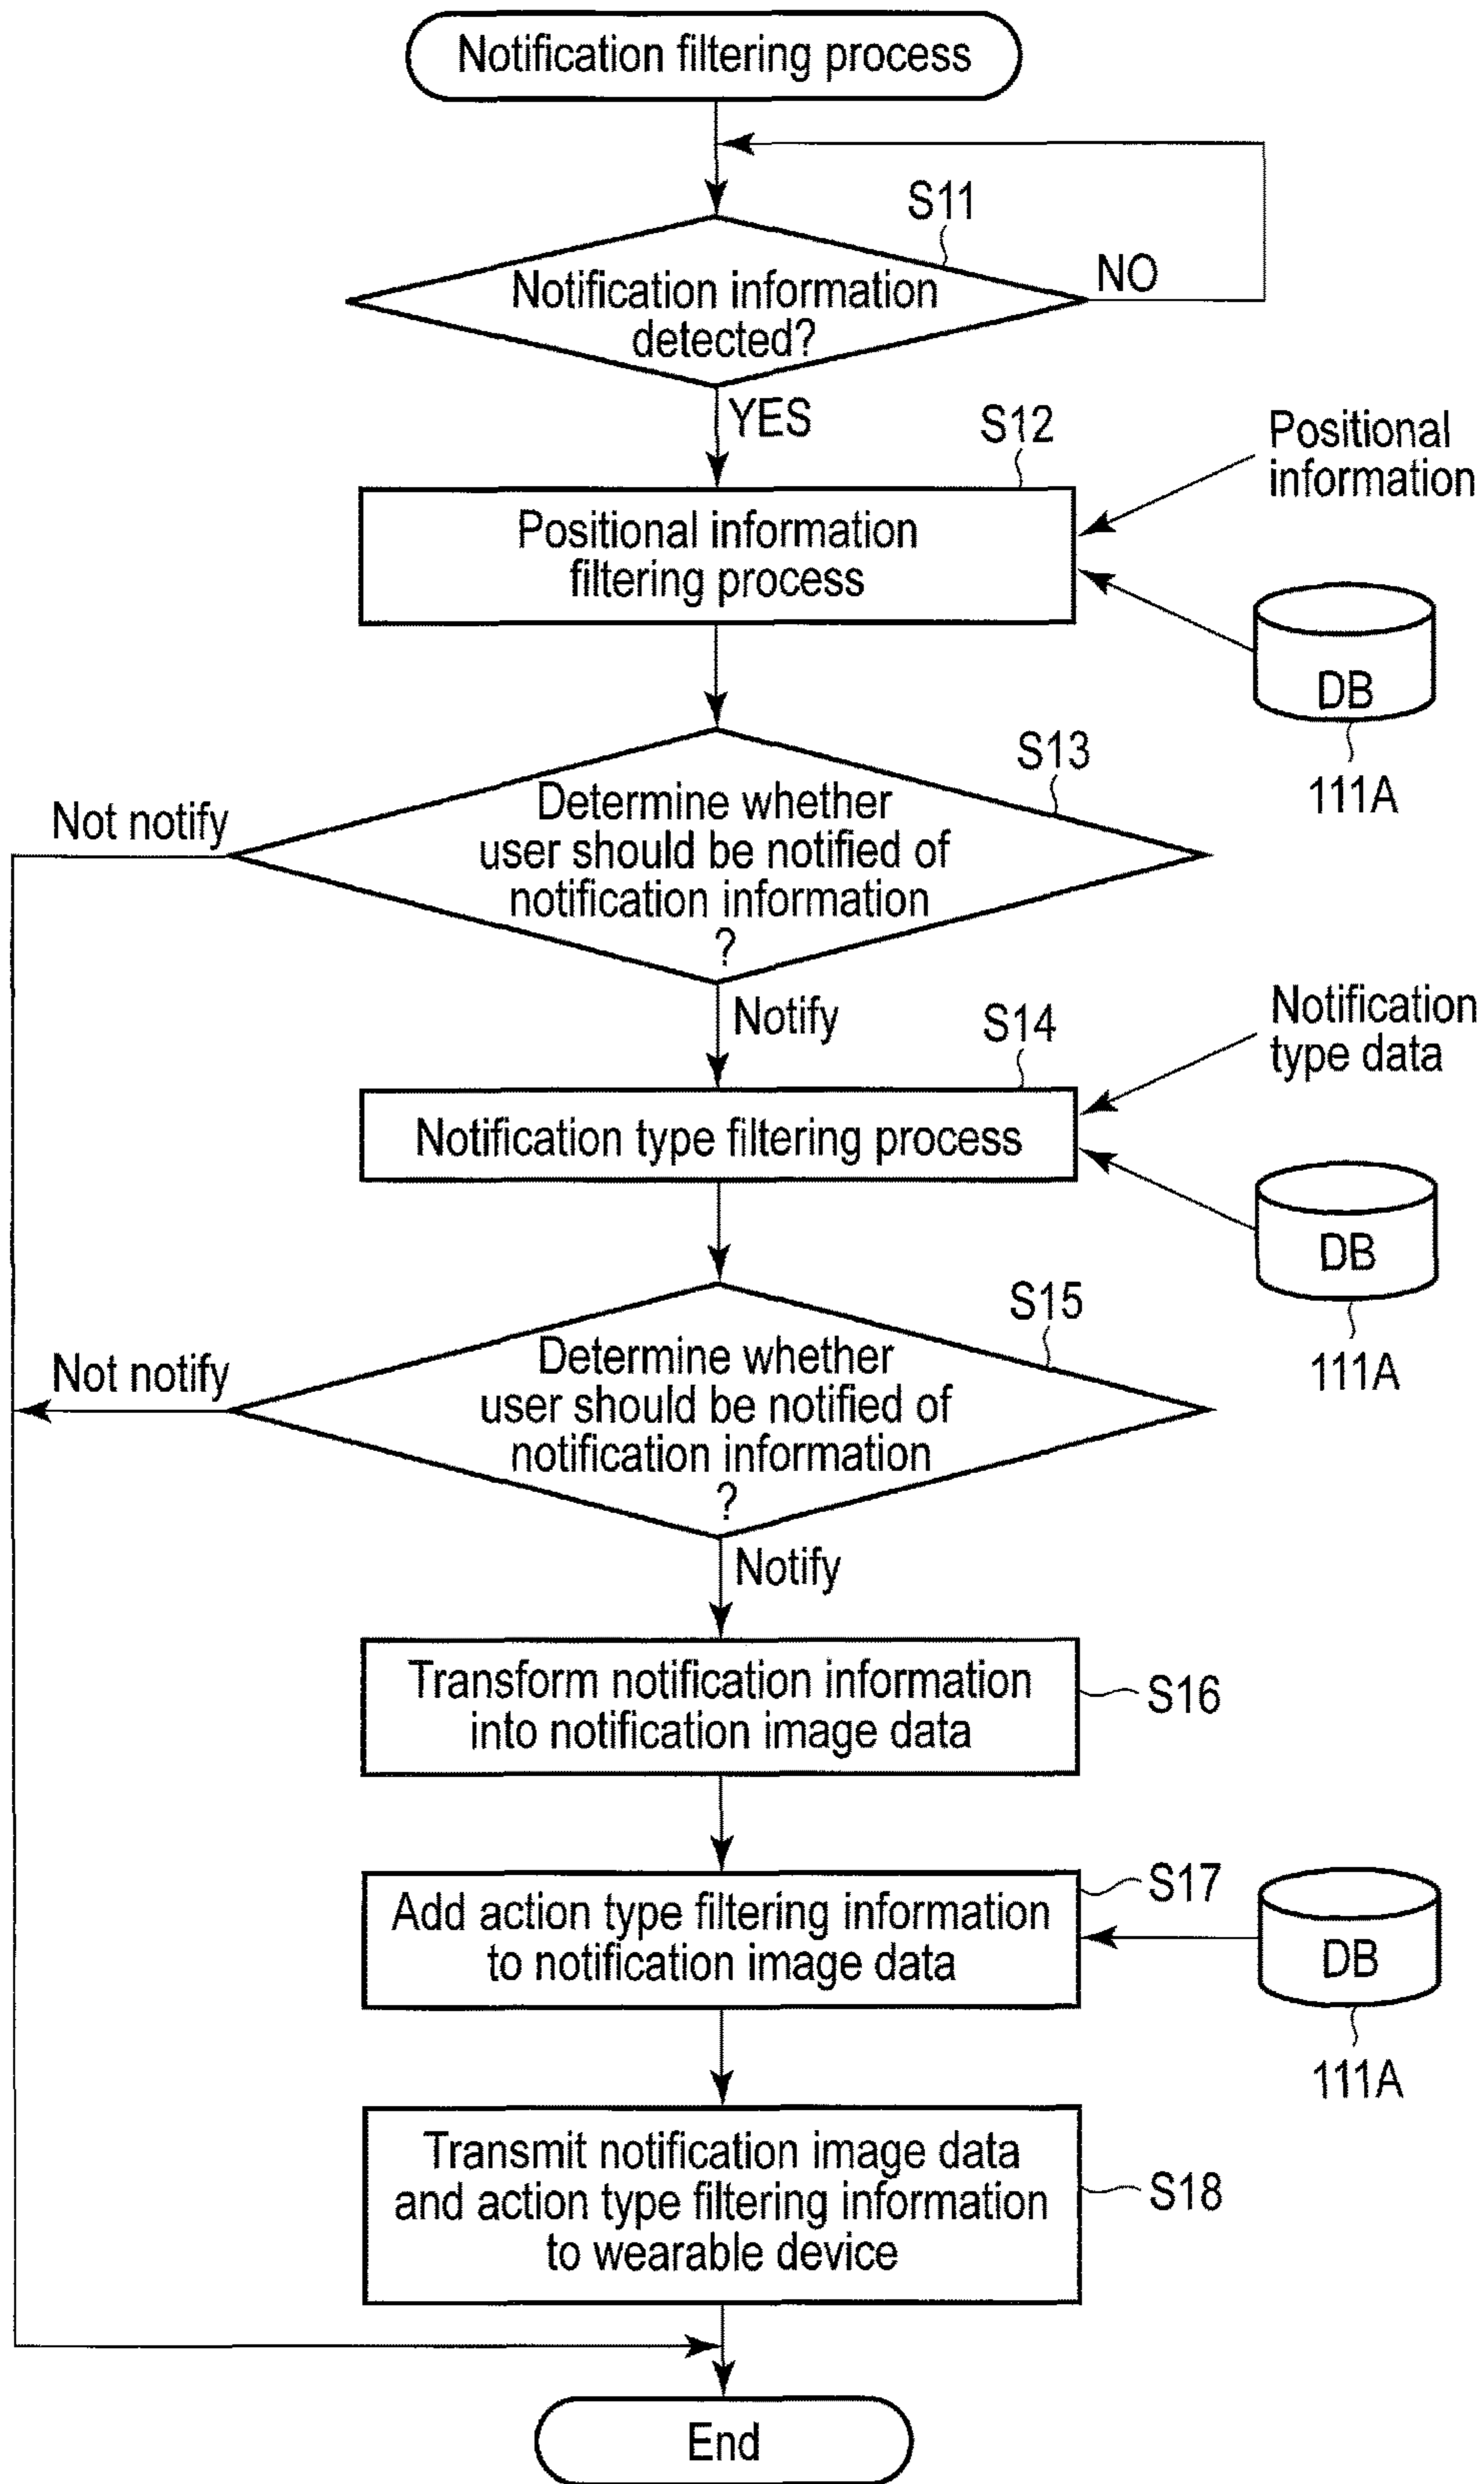 Notification filtering process
S11
Notification information
detected?
NO
YES
S12
Positional
information
Positional information
filtering process
DB
111A
S13
Not notify
Determine whether
user should be notified of
notification information
?
Notify
S14
Notification
type data
Notification type filtering process
DB
111A
S15
Not notify
Determine whether
user should be notified of
notification information
?
Notify
Transform notification information
into notification image data
S16
Add action type filtering information
to notification image data
S17
DB
111A
Transmit notification image data
and action type filtering information
to wearable device
S18
End